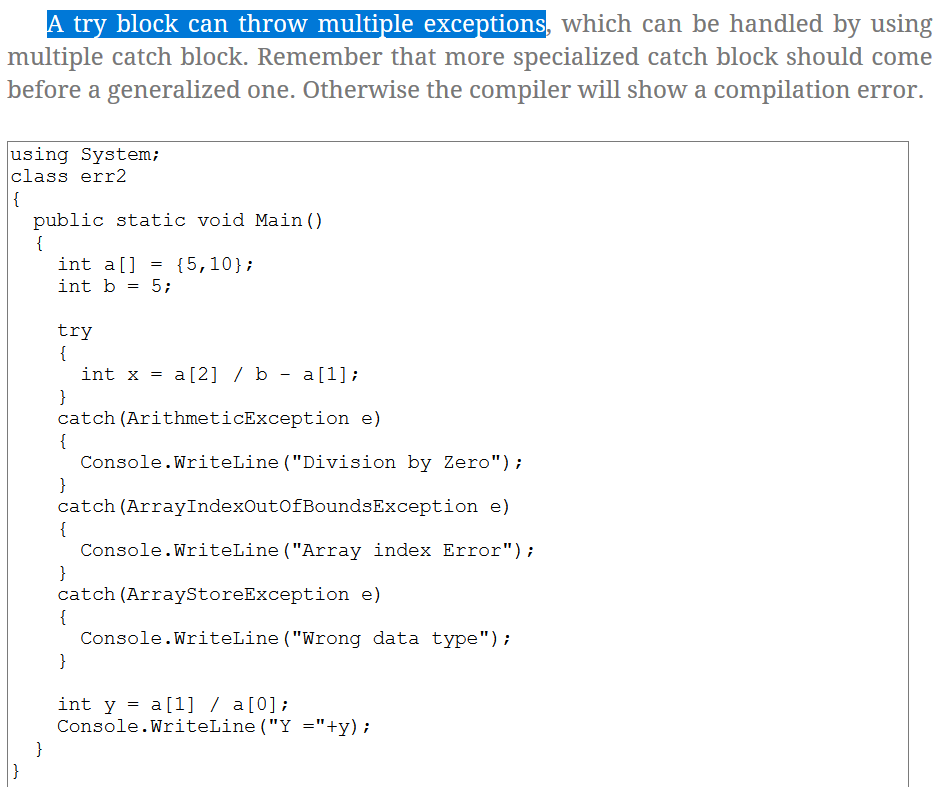 A try block can throw multiple exceptions, which can be handled by using
multiple catch block. Remember that more specialized catch block should come
before a generalized one. Otherwise the compiler will show a compilation error.
using System;
class err2
{
  public static void Main()
  {
    int a[] = {5,10};
    int b = 5;

    try
    {
      int x = a[2] / b - a[1];
    }
    catch(ArithmeticException e)
    {
      Console.WriteLine("Division by Zero");
    }
    catch(ArrayIndexOutOfBoundsException e)
    {
      Console.WriteLine("Array index Error");
    }
    catch(ArrayStoreException e)
    {
      Console.WriteLine("Wrong data type");
    }

    int y = a[1] / a[0];
    Console.WriteLine("Y ="+y);
  }
}